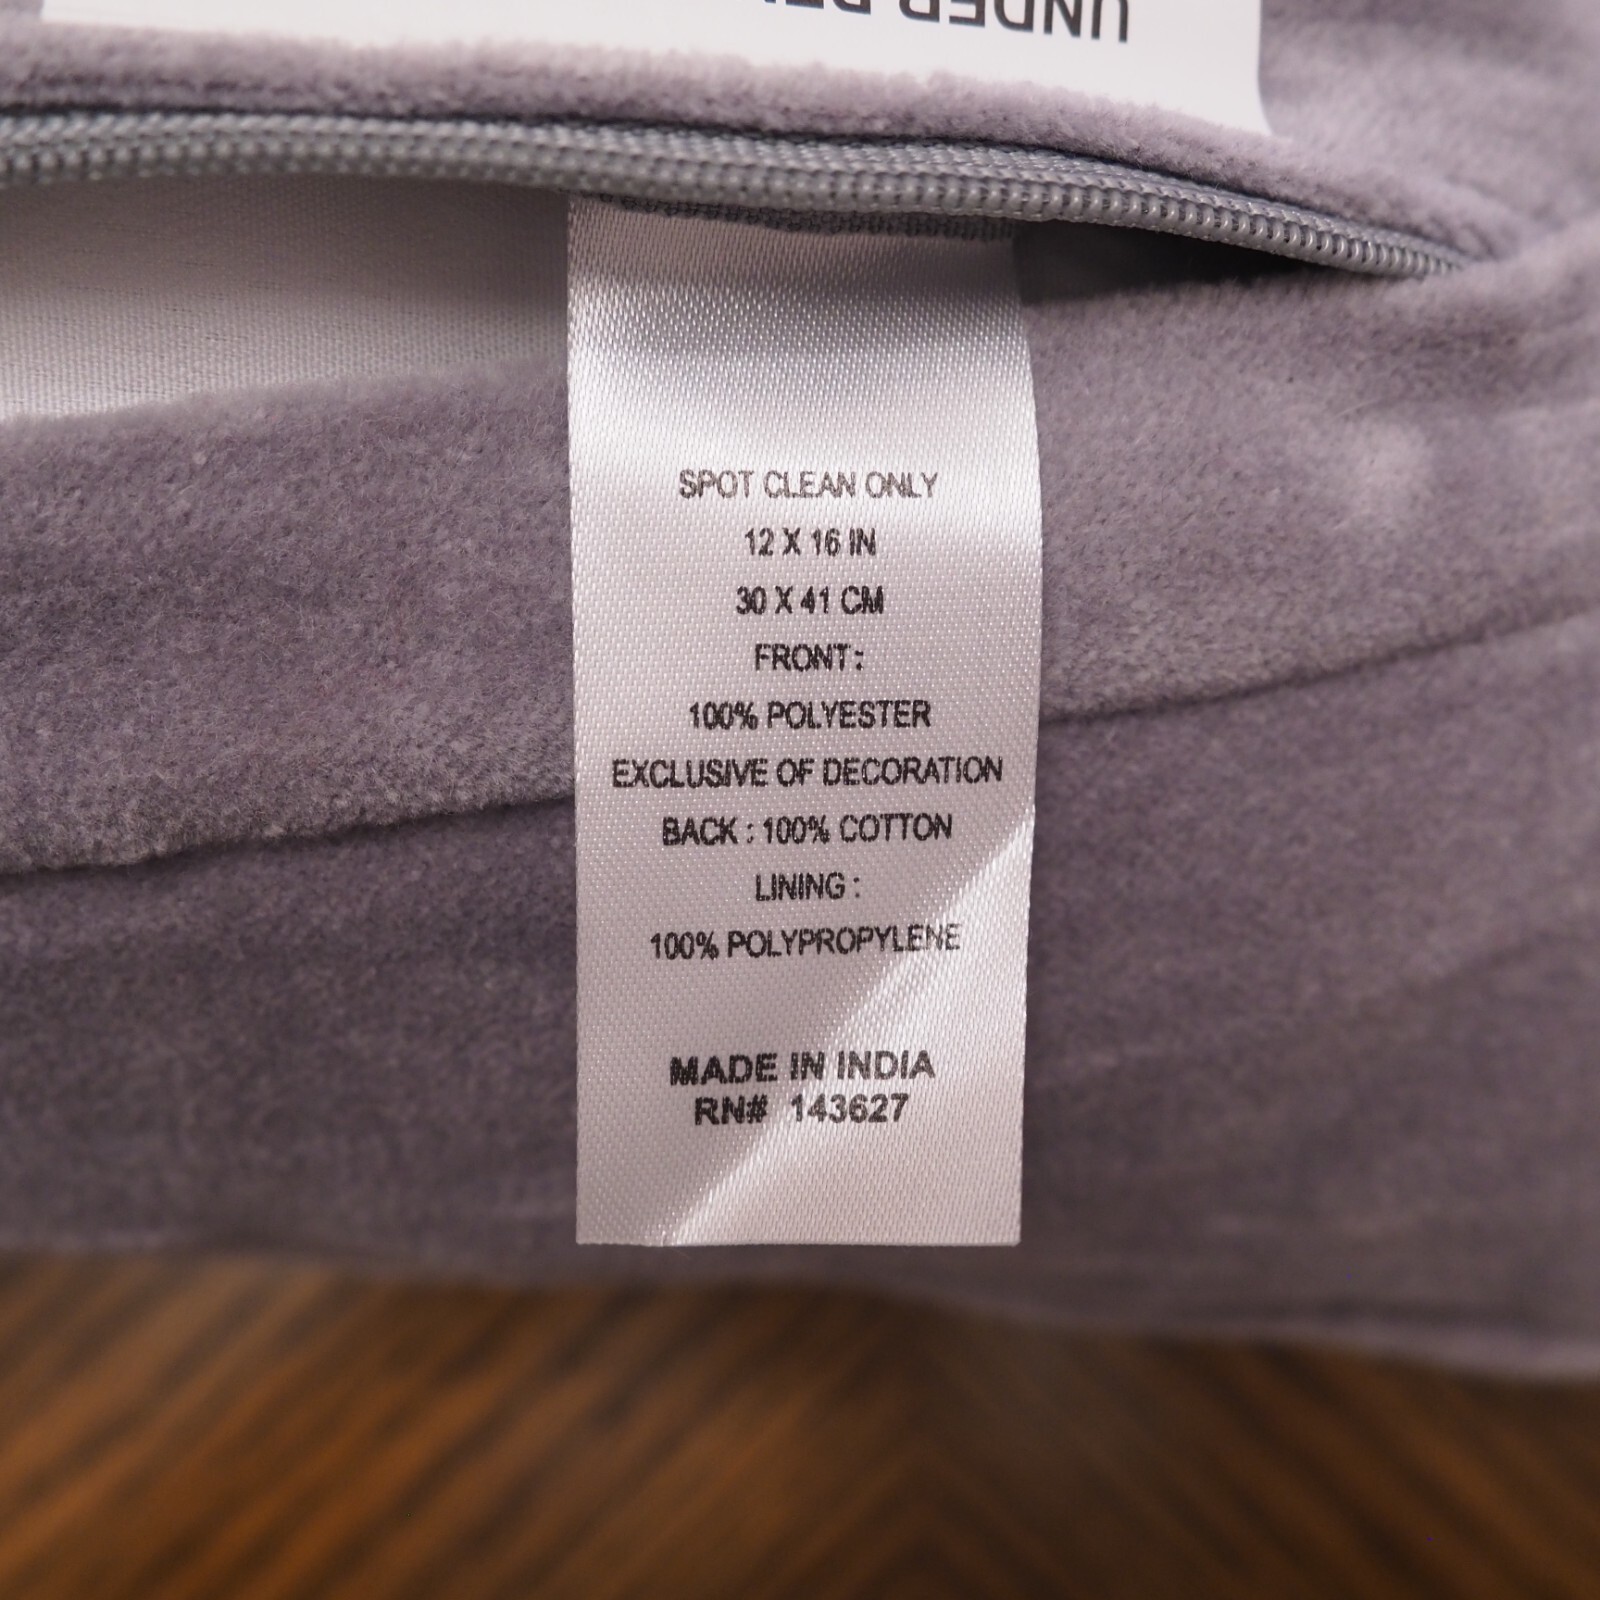 UNDER
SPOT CLEAN ONLY
12 X 16 IN
30 X 41 CM
FRONT :
100% POLYESTER
EXCLUSIVE OF DECORATION
BACK : 100% COTTON
LINING :
100% POLYPROPYLENE
MADE IN INDIA
RN# 143627